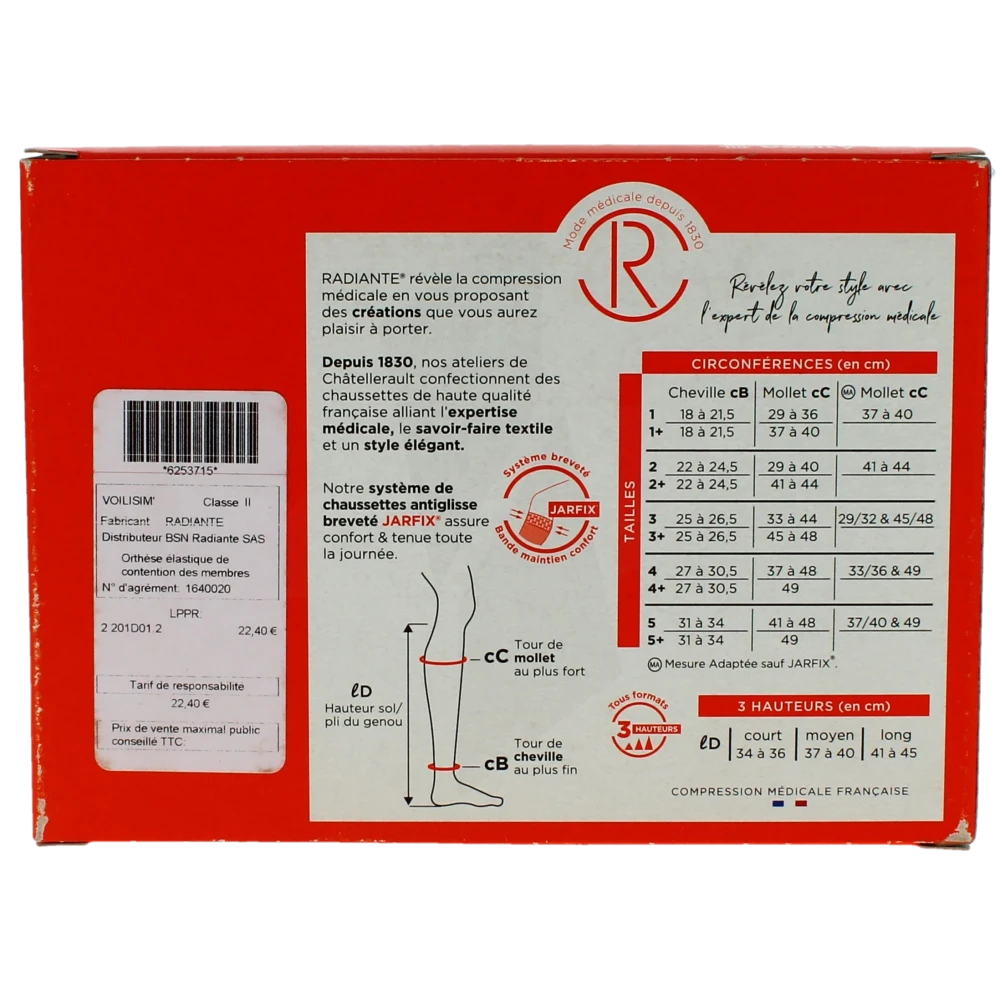 Mode médicale depuis 1830
R
RADIANTE® révèle la compression
médicale en vous proposant
des créations que vous aurez
plaisir à porter.
Depuis 1830, nos ateliers de
Châtellerault confectionnent des
chaussettes de haute qualité
française alliant l'expertise
médicale, le savoir-faire textile
et un style élégant.
Notre système de
chaussettes antiglisse
breveté JARFIX® assure
confort & tenue toute
la journée.
Système breveté
JARFIX
Bande maintien confort
Révélez votre style avec
l'expert de la compression médicale
CIRCONFÉRENCES (en cm)
TAILLES
Cheville cB Mollet cC MA Mollet cC
1 18 à 21,5 29 à 36 37 à 40
1+ 18 à 21,5 37 à 40
2 22 à 24,5 29 à 40 41 à 44
2+ 22 à 24,5 41 à 44
3 25 à 26,5 33 à 44 29/32 & 45/48
3+ 25 à 26,5 45 à 48
4 27 à 30,5 37 à 48 33/36 & 49
4+ 27 à 30,5 49
5 31 à 34 41 à 48 37/40 & 49
5+ 31 à 34 49
MA Mesure Adaptée sauf JARFIX®.
Tous formats
3 HAUTEURS
3 HAUTEURS (en cm)
ℓD court moyen long
34 à 36 37 à 40 41 à 45
COMPRESSION MÉDICALE FRANÇAISE
cC Tour de
mollet
au plus fort
ℓD
Hauteur sol/
pli du genou
cB Tour de
cheville
au plus fin
*6253715*
VOILISIM' Classe II
Fabricant RADIANTE
Distributeur BSN Radiante SAS
Orthèse élastique de
contention des membres
N° d'agrément: 1640020
LPPR:
2 201D01.2 22,40 €
Tarif de responsabilité
22,40 €
Prix de vente maximal public
conseillé TTC: